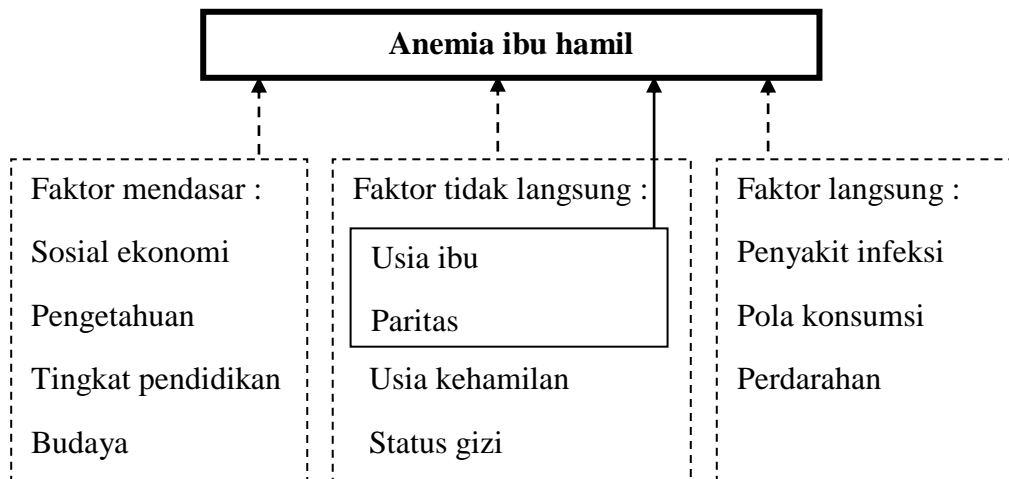 Anemia ibu hamil
Faktor mendasar :
Sosial ekonomi
Pengetahuan
Tingkat pendidikan
Budaya
Faktor tidak langsung :
Usia ibu
Paritas
Usia kehamilan
Status gizi
Faktor langsung :
Penyakit infeksi
Pola konsumsi
Perdarahan